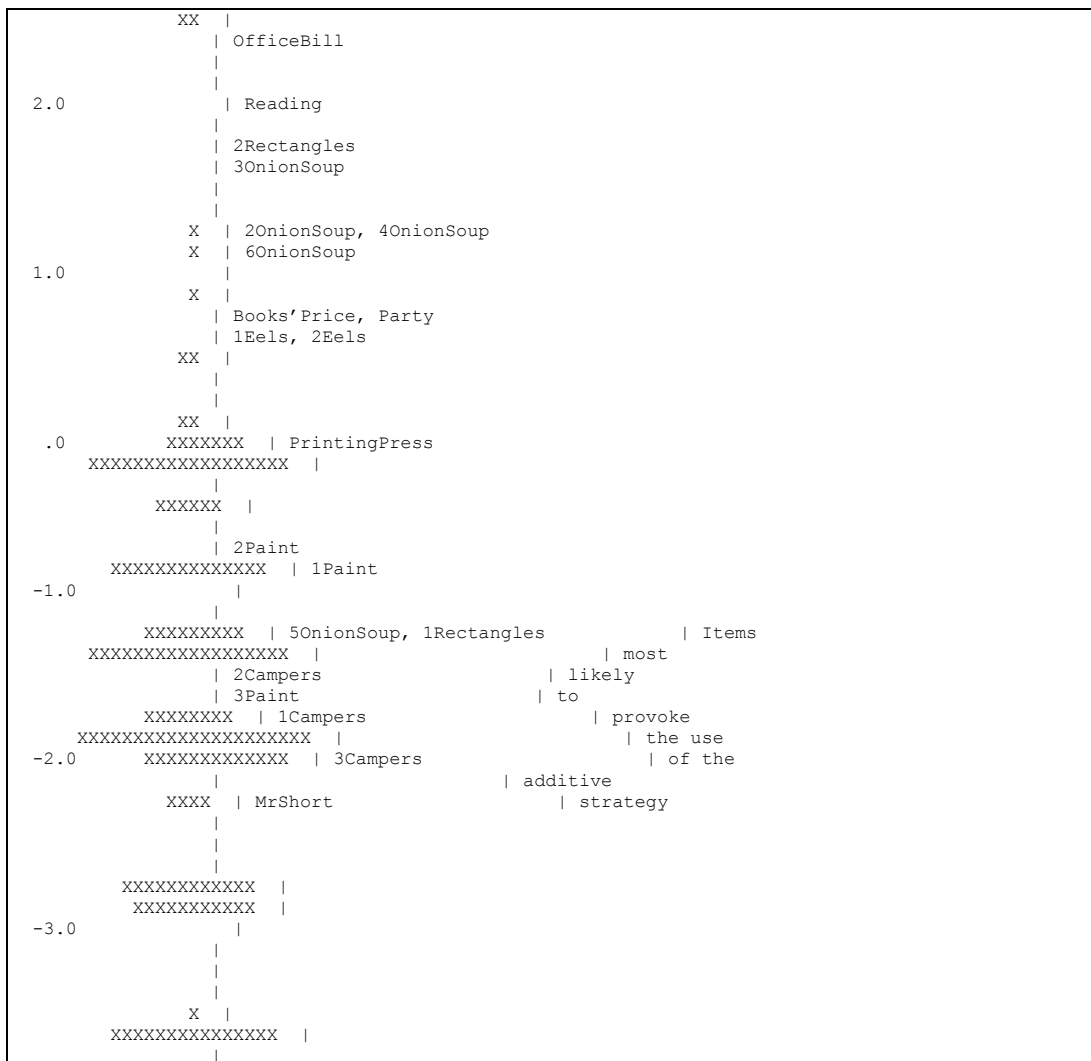 XX |
| OfficeBill
|
|
2.0 | Reading
|
| 2Rectangles
| 3OnionSoup
|
|
X | 2OnionSoup, 4OnionSoup
X | 6OnionSoup
1.0 |
X |
| Books’Price, Party
| 1Eels, 2Eels
XX |
|
|
XX |
.0 XXXXXXX | PrintingPress
XXXXXXXXXXXXXXXXXX |
|
XXXXXX |
|
| 2Paint
XXXXXXXXXXXXXX | 1Paint
-1.0 |
|
XXXXXXXXX | 5OnionSoup, 1Rectangles | Items
XXXXXXXXXXXXXXXXXX | | most
| 2Campers | likely
| 3Paint | to
XXXXXXXX | 1Campers | provoke
XXXXXXXXXXXXXXXXXXXXX | | the use
-2.0 XXXXXXXXXXXXX | 3Campers | of the
| | additive
XXXX | MrShort | strategy
|
|
|
XXXXXXXXXXXX |
XXXXXXXXXXX |
-3.0 |
|
|
|
X |
XXXXXXXXXXXXXXX |
|